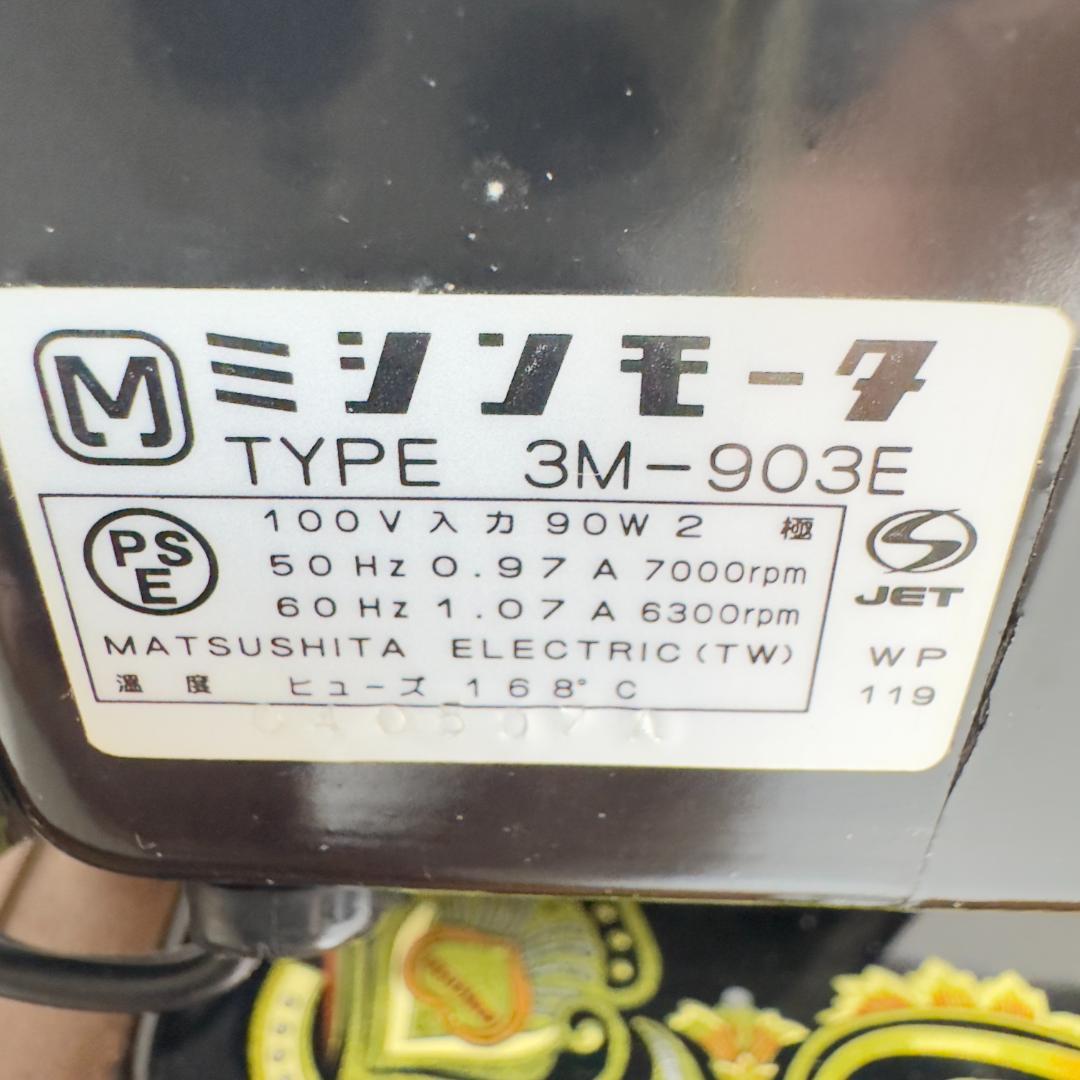 M ミシンモータ
TYPE 3M-903E
PS
E
100V 入力 90W 2 極
50Hz 0.97A 7000rpm
60Hz 1.07A 6300rpm
MATSUSHITA ELECTRIC(TW)
溫度 ヒューズ 168°C
JET
WP
119